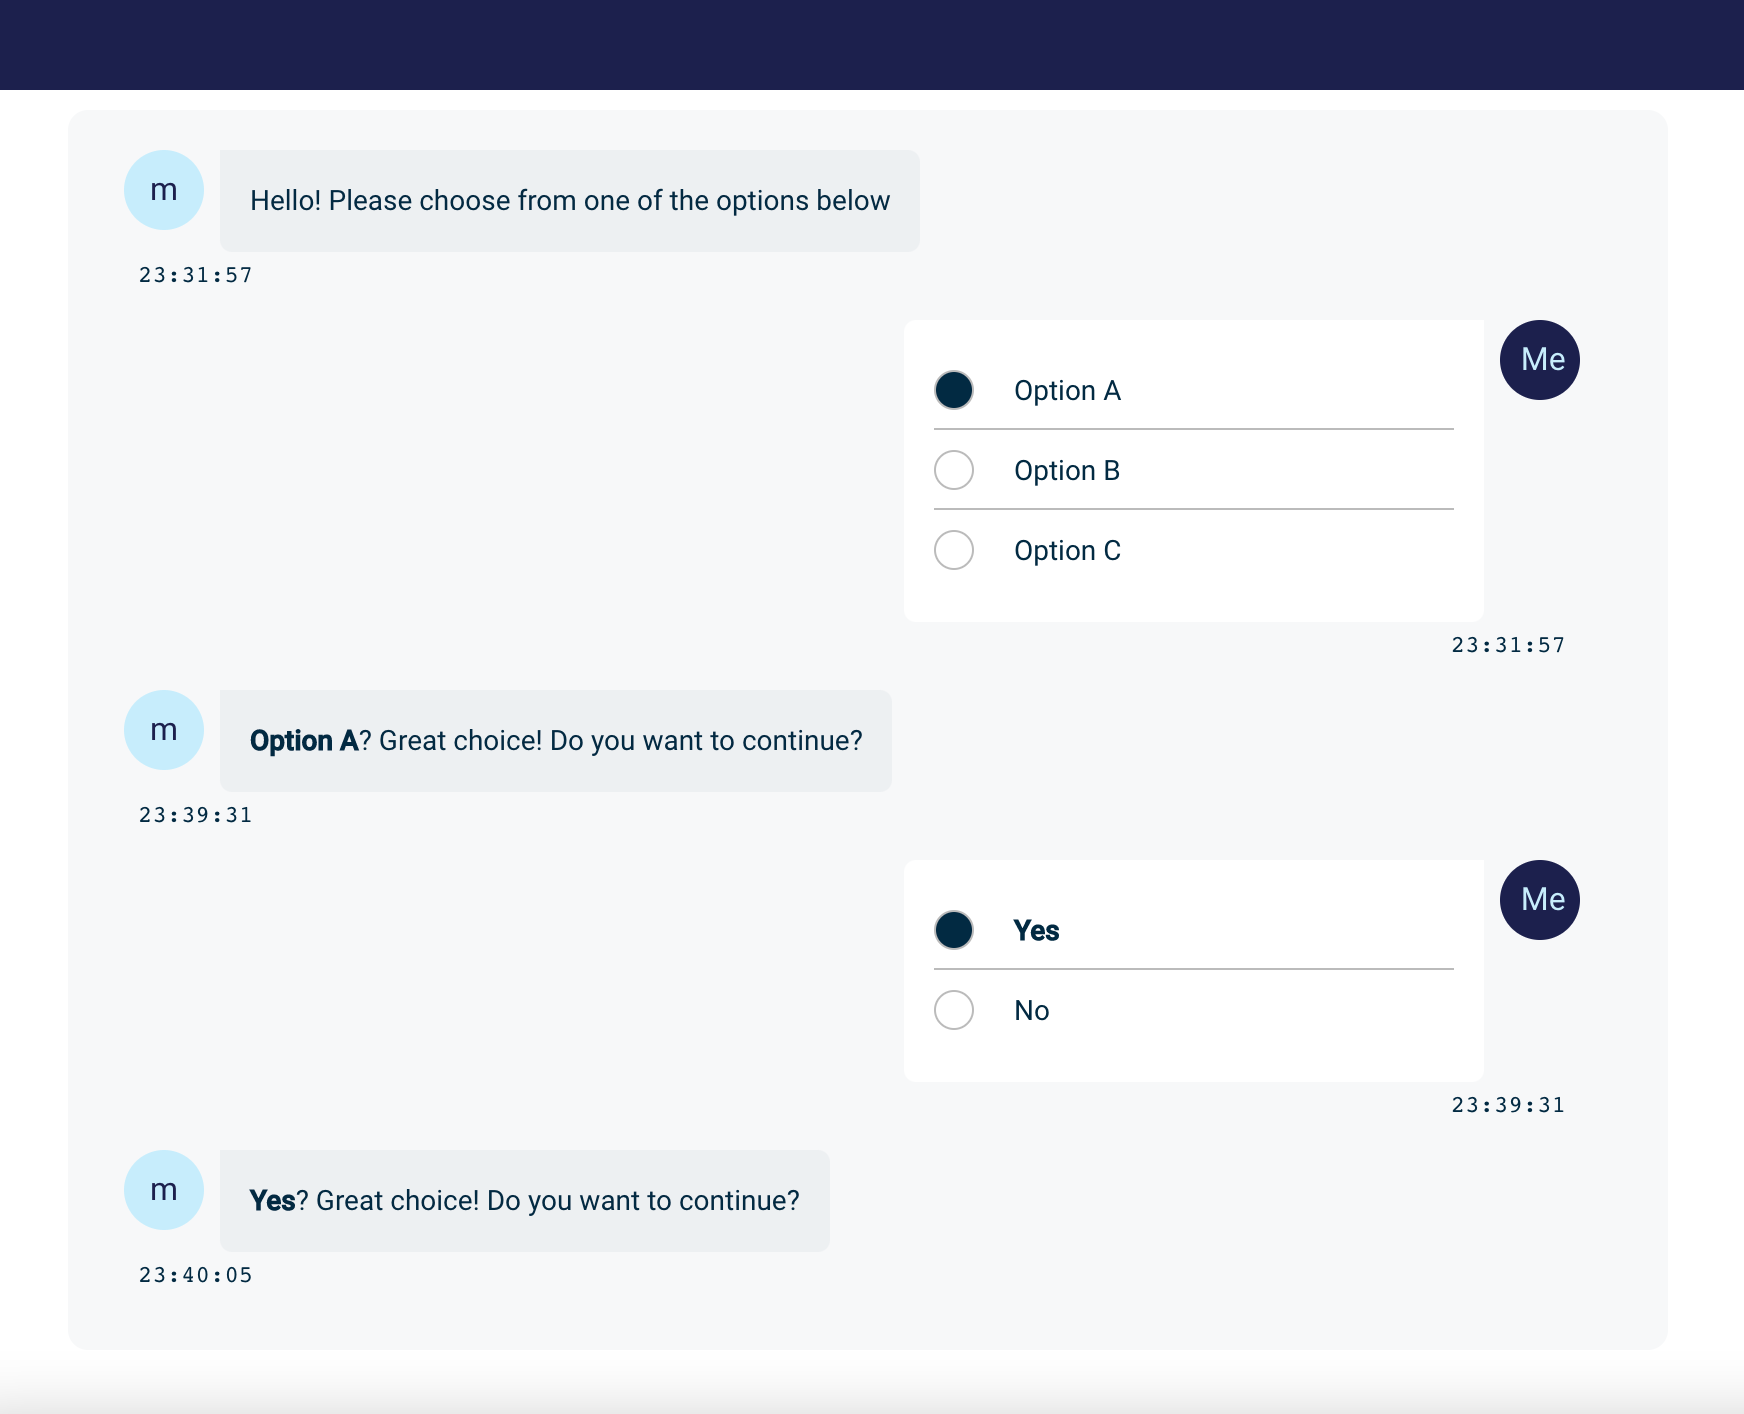 m
Hello! Please choose from one of the options below
23:31:57
Me
Option A
Option B
Option C
23:31:57
m
Option A? Great choice! Do you want to continue?
23:39:31
Me
Yes
No
23:39:31
m
Yes? Great choice! Do you want to continue?
23:40:05